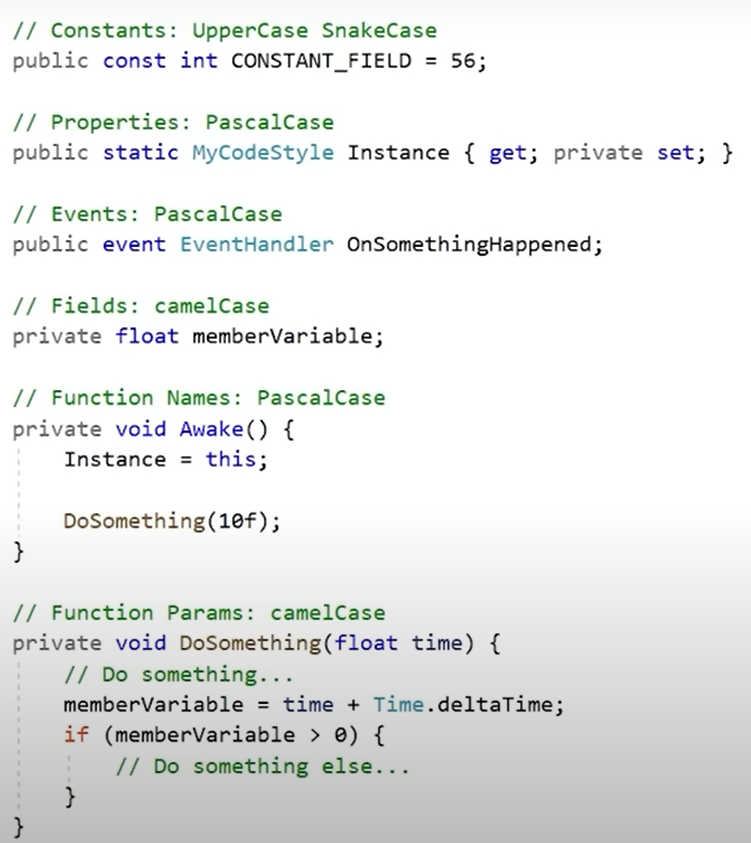 // Constants: UpperCase SnakeCase
public const int CONSTANT_FIELD = 56;
// Properties: PascalCase
public static MyCodeStyle Instance { get; private set; }
// Events: PascalCase
public event EventHandler OnSomethingHappened;
// Fields: camelCase
private float memberVariable;
// Function Names: PascalCase
private void Awake() {
    Instance = this;
    DoSomething(10f);
}
// Function Params: camelCase
private void DoSomething(float time) {
    // Do something...
    memberVariable = time + Time.deltaTime;
    if (memberVariable > 0) {
        // Do something else...
    }
}